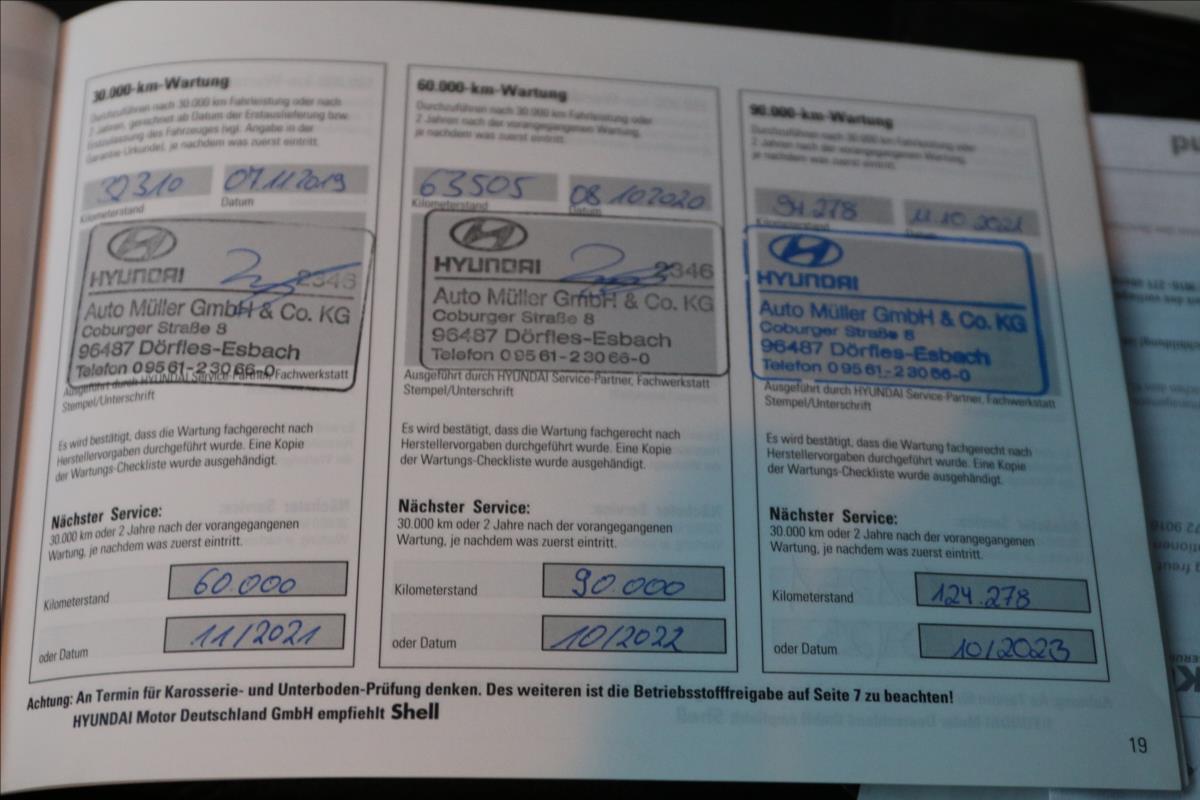 30.000-km-Wartung
Durchzuführen nach 30.000 km Fahrleistung oder nach
2 Jahren, gerechnet ab Datum der Erstauslieferung bzw.
Erstzulassung des Fahrzeuges (vgl. Angabe in der
Garantie-Urkunde), je nachdem was zuerst eintritt.
32310 07.11.2019
Kilometerstand Datum
HYUNDAI
2346
Auto Müller GmbH & Co. KG
Coburger Straße 8
96487 Dörfles-Esbach
Telefon 0 95 61-2 30 66-0
Ausgeführt durch HYUNDAI Service-Partner, Fachwerkstatt
Stempel/Unterschrift
Es wird bestätigt, dass die Wartung fachgerecht nach
Herstellervorgaben durchgeführt wurde. Eine Kopie
der Wartungs-Checkliste wurde ausgehändigt.
Nächster Service:
30.000 km oder 2 Jahre nach der vorangegangenen
Wartung, je nachdem was zuerst eintritt.
Kilometerstand 60.000
oder Datum 11/2021
60.000-km-Wartung
Durchzuführen nach 30.000 km Fahrleistung oder
2 Jahren nach der vorangegangenen Wartung,
je nachdem was zuerst eintritt.
63505 08.10.2020
Kilometerstand Datum
HYUNDAI
2346
Auto Müller GmbH & Co. KG
Coburger Straße 8
96487 Dörfles-Esbach
Telefon 0 95 61-2 30 66-0
Ausgeführt durch HYUNDAI Service-Partner, Fachwerkstatt
Stempel/Unterschrift
Es wird bestätigt, dass die Wartung fachgerecht nach
Herstellervorgaben durchgeführt wurde. Eine Kopie
der Wartungs-Checkliste wurde ausgehändigt.
Nächster Service:
30.000 km oder 2 Jahre nach der vorangegangenen
Wartung, je nachdem was zuerst eintritt.
Kilometerstand 90.000
oder Datum 10/2022
90.000-km-Wartung
Durchzuführen nach 30.000 km Fahrleistung oder
2 Jahren nach der vorangegangenen Wartung,
je nachdem was zuerst eintritt.
94.278 11.10.2021
Kilometerstand Datum
HYUNDAI
Auto Müller GmbH & Co. KG
Coburger Straße 8
96487 Dörfles-Esbach
Telefon 0 95 61-2 30 66-0
Ausgeführt durch HYUNDAI Service-Partner, Fachwerkstatt
Stempel/Unterschrift
Es wird bestätigt, dass die Wartung fachgerecht nach
Herstellervorgaben durchgeführt wurde. Eine Kopie
der Wartungs-Checkliste wurde ausgehändigt.
Nächster Service:
30.000 km oder 2 Jahre nach der vorangegangenen
Wartung, je nachdem was zuerst eintritt.
Kilometerstand 124.278
oder Datum 10/2023
Achtung: An Termin für Karosserie- und Unterboden-Prüfung denken. Des weiteren ist die Betriebsstofffreigabe auf Seite 7 zu beachten!
HYUNDAI Motor Deutschland GmbH empfiehlt Shell
19